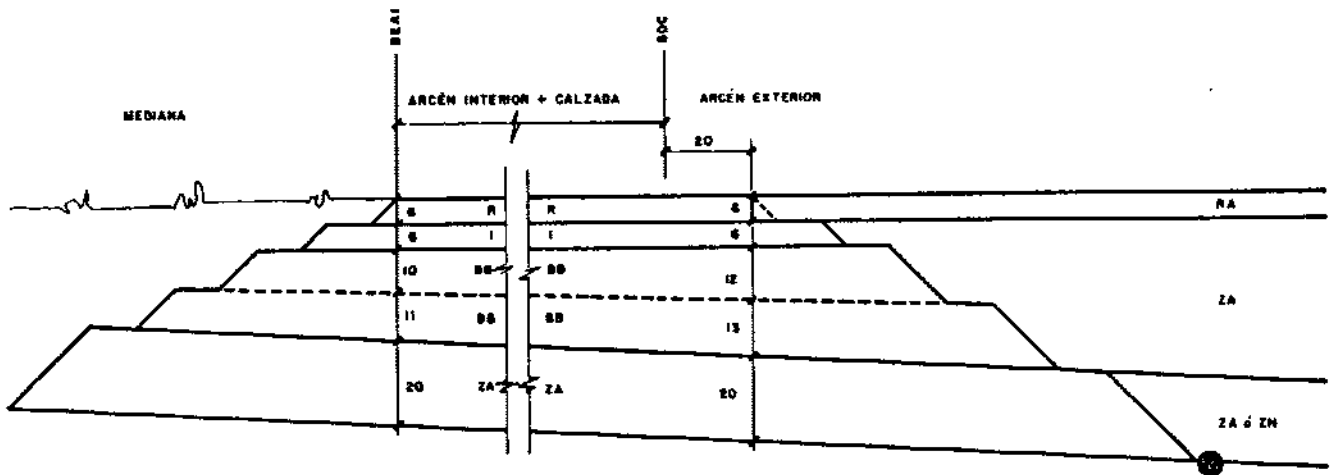 BEAI
BDC
MEDIANA
ARCÉN INTERIOR + CALZADA
ARCÉN EXTERIOR
20
6 R R 6 RA
6 I I 6
10 BB BB 12
ZA
11 BB BB 13
20 ZA ZA 20
ZA ó ZN